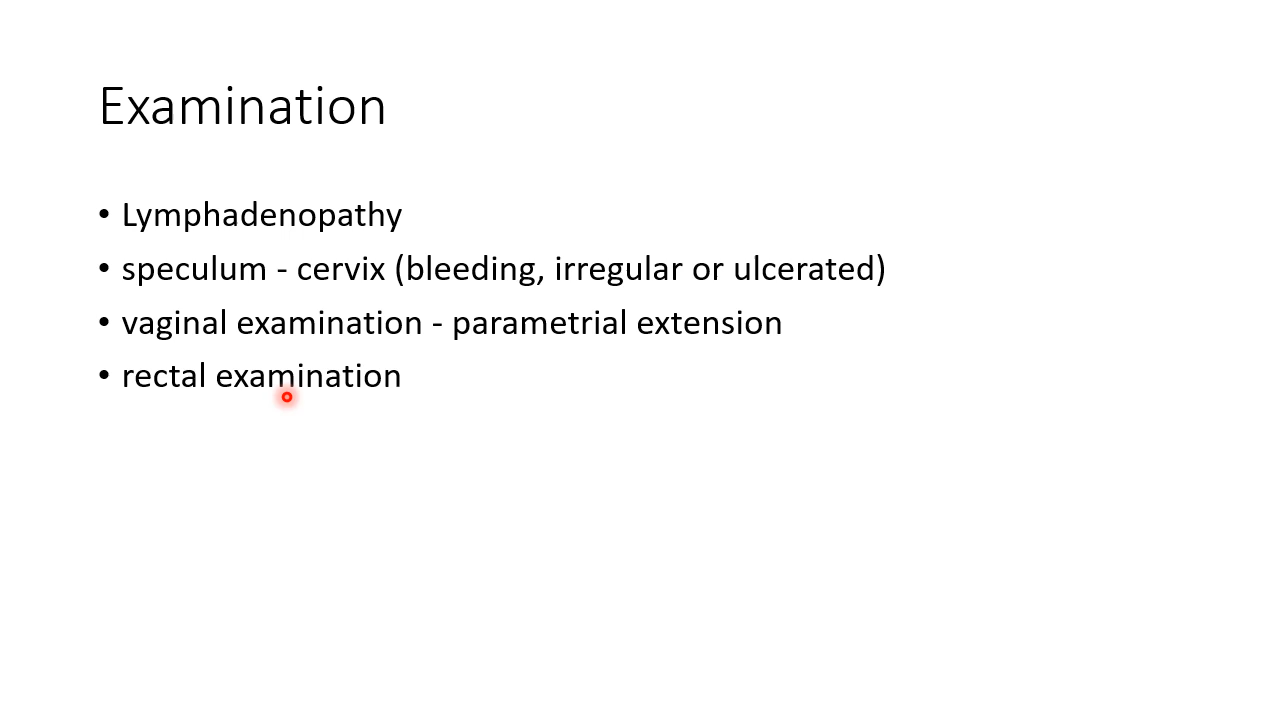 Examination
• Lymphadenopathy
• speculum - cervix (bleeding, irregular or ulcerated)
• vaginal examination - parametrial extension
• rectal examination